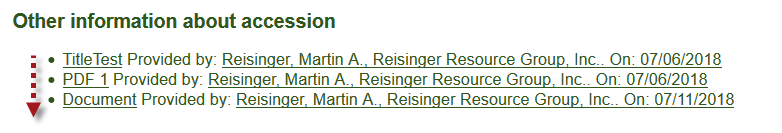 Other information about accession
TitleTest Provided by: Reisinger, Martin A., Reisinger Resource Group, Inc.. On: 07/06/2018
PDF 1 Provided by: Reisinger, Martin A., Reisinger Resource Group, Inc.. On: 07/06/2018
Document Provided by: Reisinger, Martin A., Reisinger Resource Group, Inc.. On: 07/11/2018